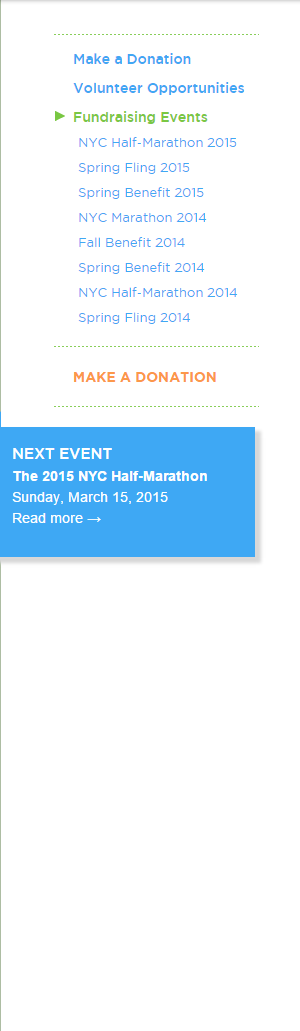 Make a Donation
Volunteer Opportunities
Fundraising Events
NYC Half-Marathon 2015
Spring Fling 2015
Spring Benefit 2015
NYC Marathon 2014
Fall Benefit 2014
Spring Benefit 2014
NYC Half-Marathon 2014
Spring Fling 2014
MAKE A DONATION
NEXT EVENT
The 2015 NYC Half-Marathon
Sunday, March 15, 2015
Read more →